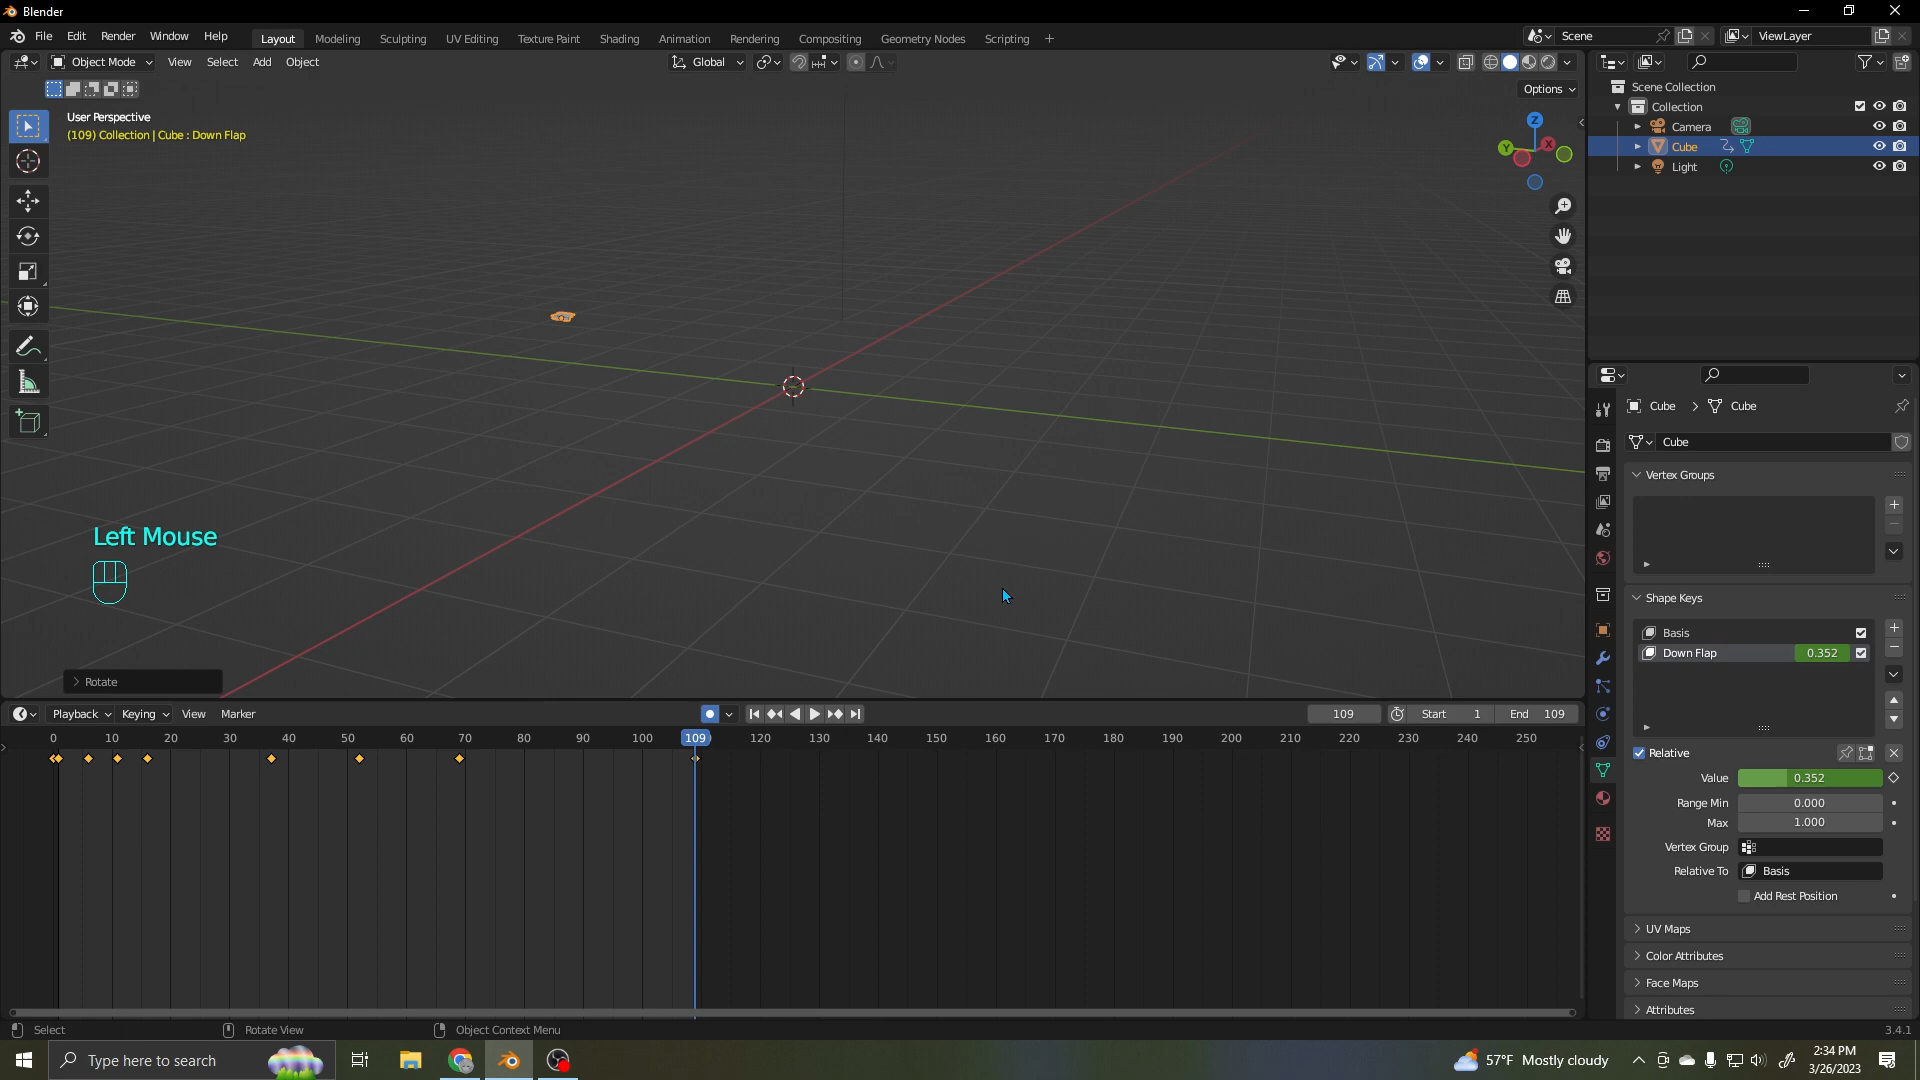 Blender
File Edit Render Window Help
Layout Modeling Sculpting UV Editing Texture Paint Shading Animation Rendering Compositing Geometry Nodes Scripting +
Scene
ViewLayer
Object Mode View Select Add Object
Global
Options
User Perspective
(109) Collection | Cube : Down Flap
Z
Y
X
Left Mouse
Rotate
Scene Collection
Collection
Camera
Cube
Light
Cube > Cube
Cube
Vertex Groups
Shape Keys
Basis
Down Flap 0.352
Relative
Value 0.352
Range Min 0.000
Max 1.000
Vertex Group
Relative To Basis
Add Rest Position
UV Maps
Color Attributes
Face Maps
Attributes
Playback Keying View Marker
109
Start 1
End 109
0 10 20 30 40 50 60 70 80 90 100 109 120 130 140 150 160 170 180 190 200 210 220 230 240 250
Select
Rotate View
Object Context Menu
3.4.1
Type here to search
57°F Mostly cloudy
2:34 PM
3/26/2023